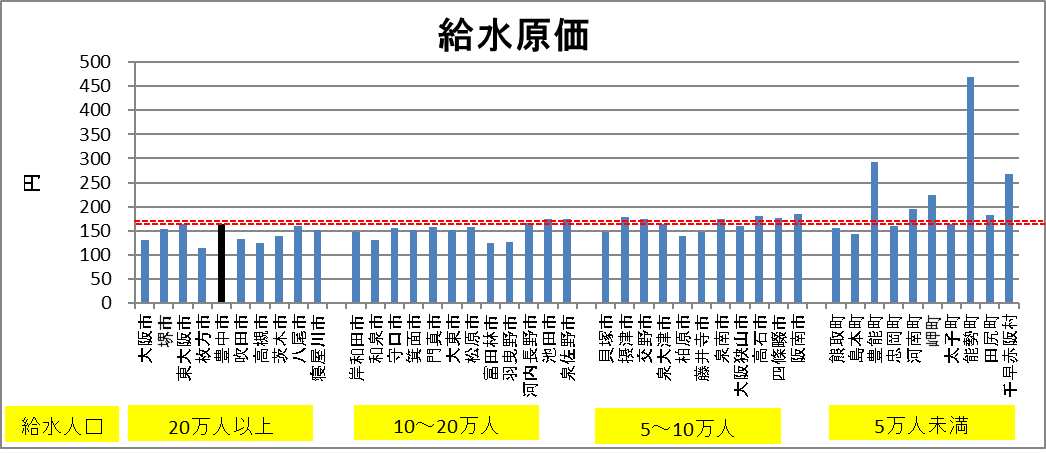 給水原価
円
500
450
400
350
300
250
200
150
100
50
0
大阪市
堺市
東大阪市
枚方市
豊中市
吹田市
高槻市
茨木市
八尾市
寝屋川市
岸和田市
和泉市
守口市
箕面市
門真市
大東市
松原市
富田林市
羽曳野市
河内長野市
池田市
泉佐野市
貝塚市
摂津市
交野市
泉大津市
柏原市
藤井寺市
泉南市
大阪狭山市
高石市
四條畷市
阪南市
熊取町
島本町
豊能町
忠岡町
河南町
岬町
太子町
能勢町
田尻町
千早赤阪村
給水人口
20万人以上
10～20万人
5～10万人
5万人未満